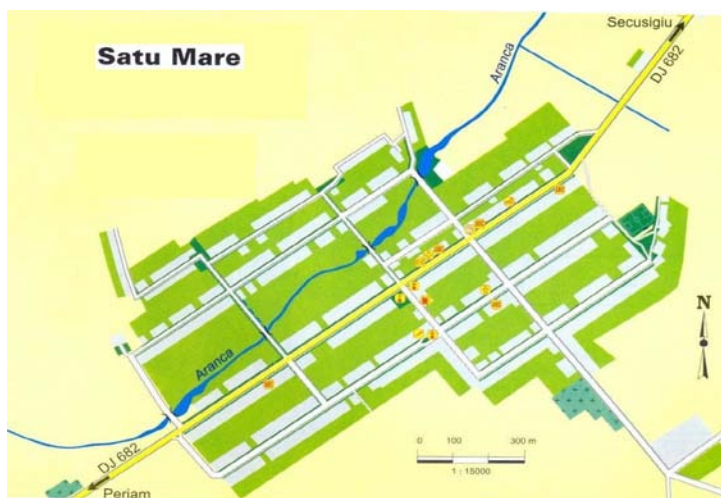 Satu Mare
Secusigiu
DJ 682
Aranca
N
Aranca
0 100 300 m
1 : 15000
DJ 682
Periam